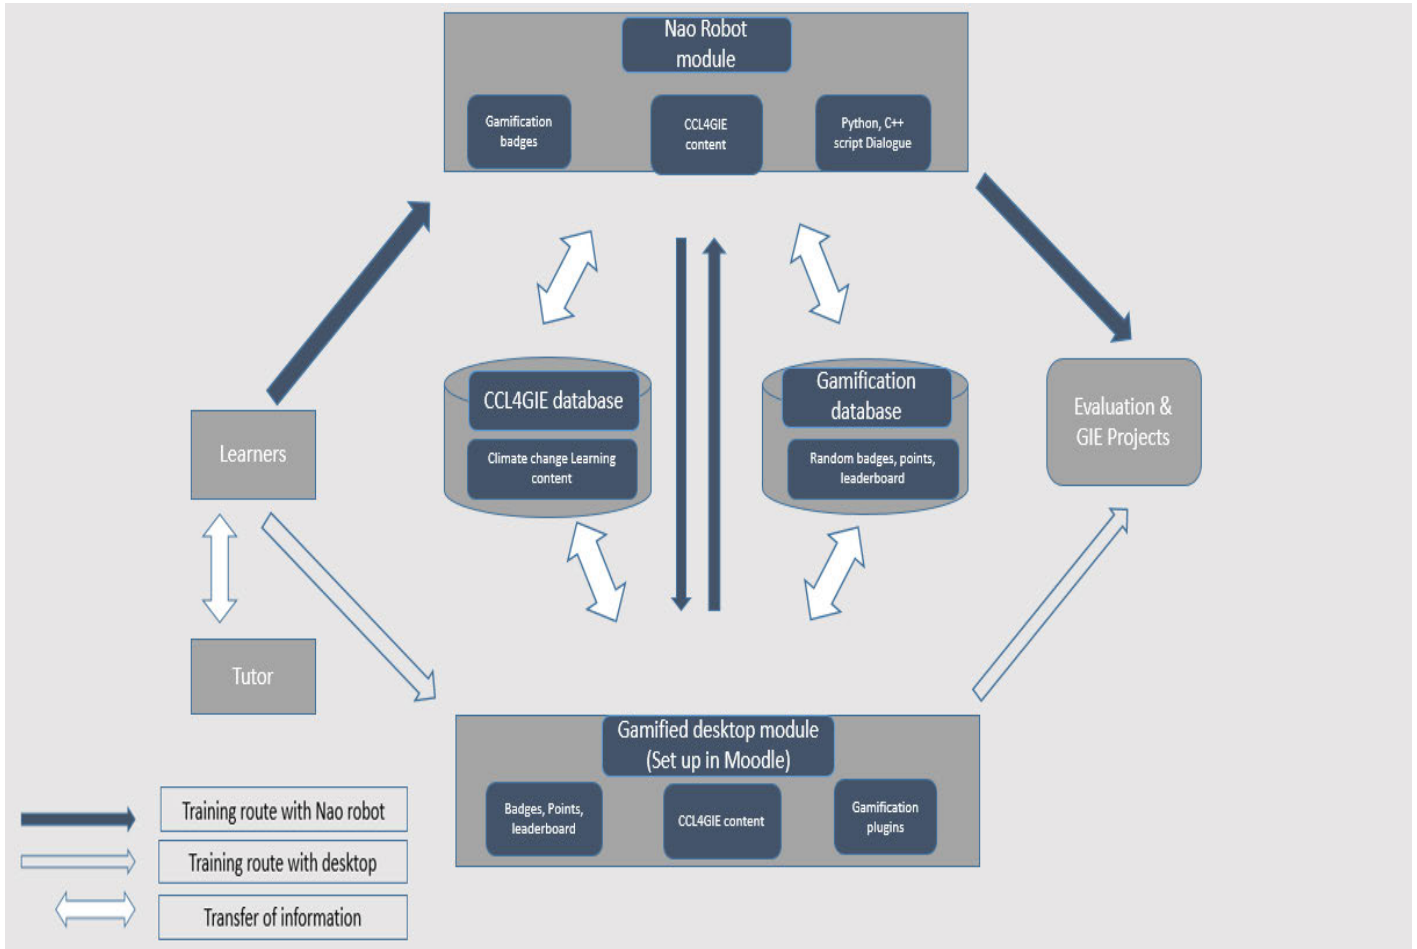 Nao Robot
module
Gamification
badges
CCL4GIE
content
Python, C++
script Dialogue
CCL4GIE database
Climate change Learning
content
Gamification
database
Random badges, points,
leaderboard
Evaluation &
GIE Projects
Learners
Tutor
Gamified desktop module
(Set up in Moodle)
Badges, Points,
leaderboard
CCL4GIE content
Gamification
plugins
Training route with Nao robot
Training route with desktop
Transfer of information